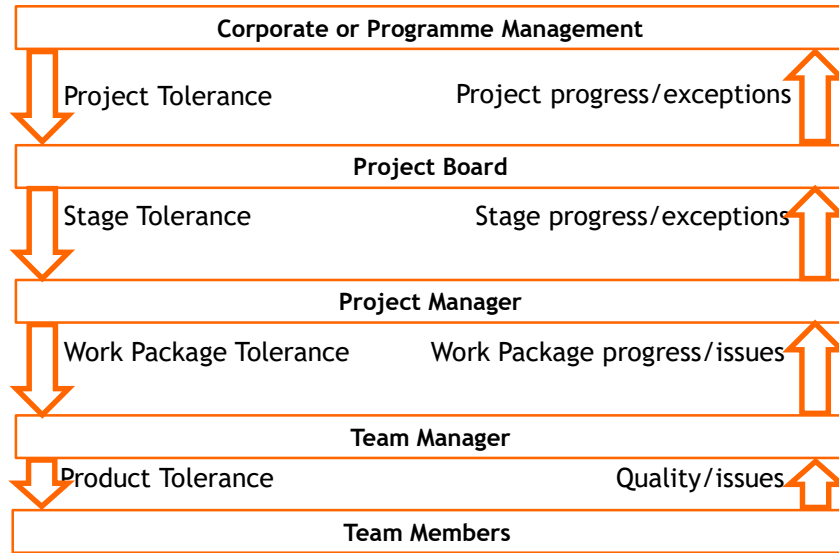 Corporate or Programme Management
Project Tolerance
Project progress/exceptions
Project Board
Stage Tolerance
Stage progress/exceptions
Project Manager
Work Package Tolerance
Work Package progress/issues
Team Manager
Product Tolerance
Quality/issues
Team Members